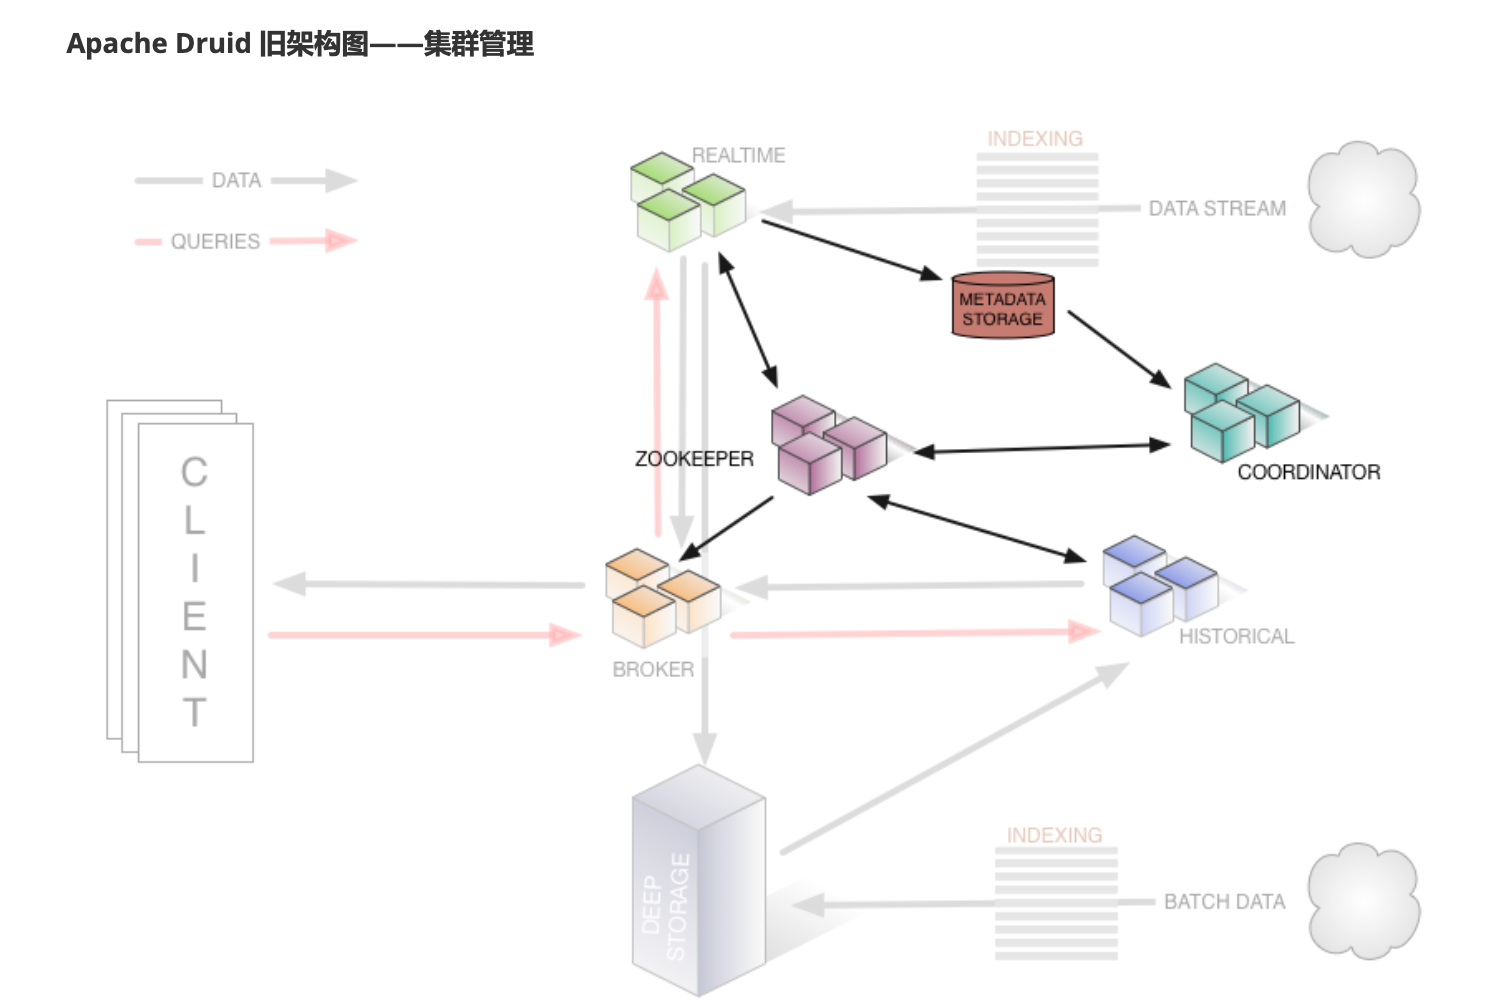 Apache Druid 旧架构图——集群管理
INDEXING
REALTIME
DATA
DATA STREAM
QUERIES
METADATA
STORAGE
ZOOKEEPER
COORDINATOR
C
L
I
E
N
T
HISTORICAL
BROKER
INDEXING
DEEP
STORAGE
BATCH DATA